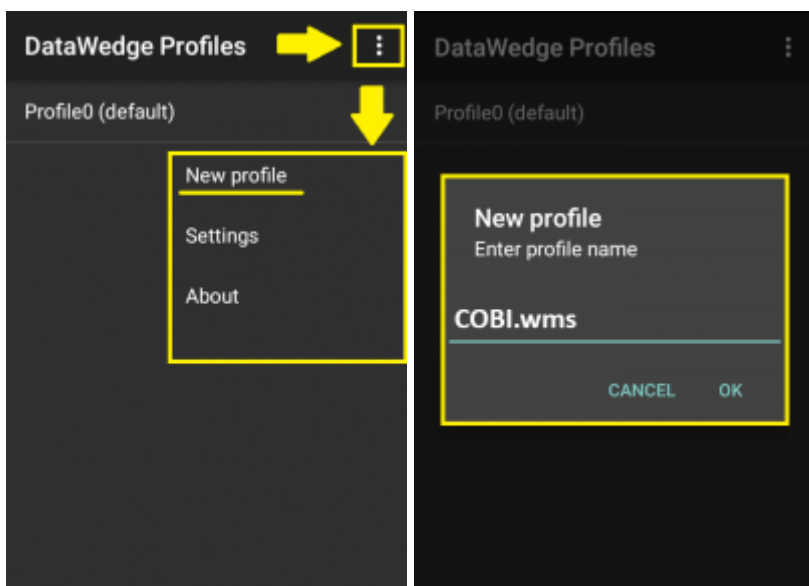 DataWedge Profiles
Profile0 (default)
New profile
Settings
About
DataWedge Profiles
Profile0 (default)
New profile
Enter profile name
COBI.wms
CANCEL OK